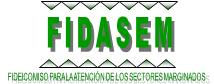 FIDASEM
FIDEICOMISO PARA LA ATENCIÓN DE LOS SECTORES MARGINADOS